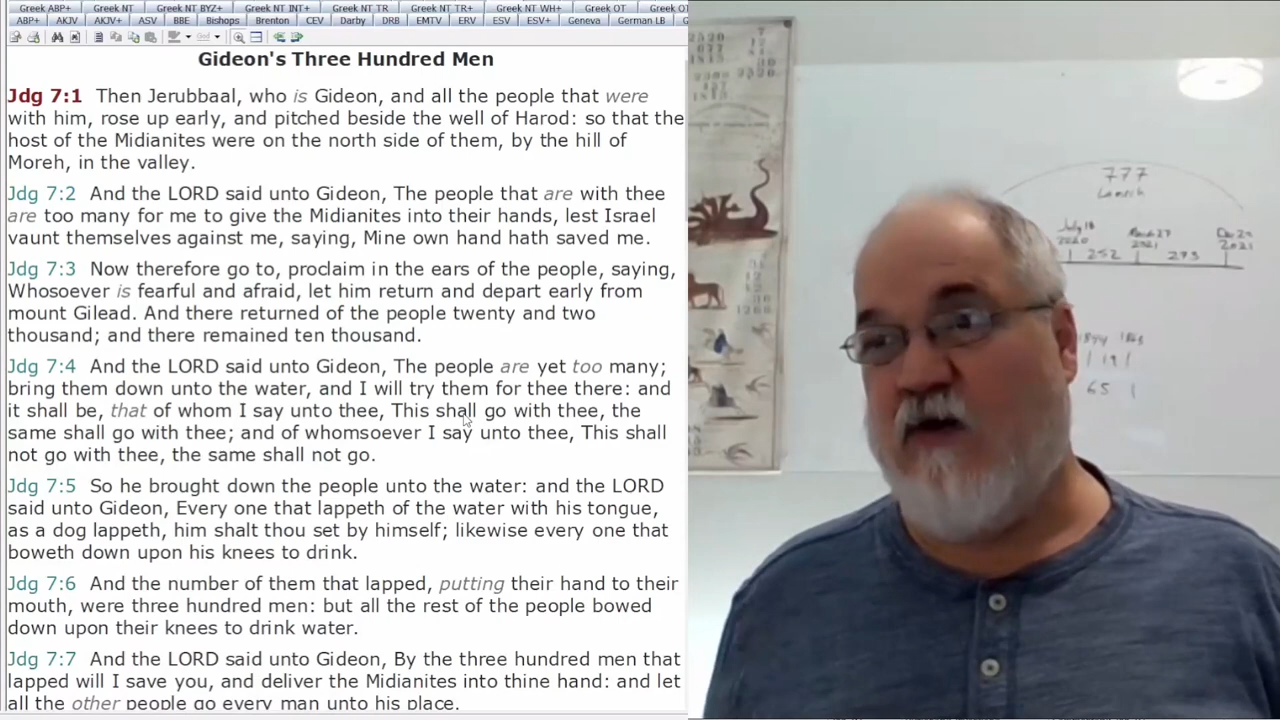 Greek ABP+ Greek NT Greek NT BYZ+ Greek NT INT+ Greek NT TR Greek NT TR+ Greek NT WH+ Greek OT Greek OT
ABP+ AKJV AKJV+ ASV BBE Bishops Brenton CEV Darby DRB EMTV ERV ESV ESV+ Geneva German LB
Gideon's Three Hundred Men
Jdg 7:1 Then Jerubbaal, who is Gideon, and all the people that were
with him, rose up early, and pitched beside the well of Harod: so that the
host of the Midianites were on the north side of them, by the hill of
Moreh, in the valley.
Jdg 7:2 And the LORD said unto Gideon, The people that are with thee
are too many for me to give the Midianites into their hands, lest Israel
vaunt themselves against me, saying, Mine own hand hath saved me.
Jdg 7:3 Now therefore go to, proclaim in the ears of the people, saying,
Whosoever is fearful and afraid, let him return and depart early from
mount Gilead. And there returned of the people twenty and two
thousand; and there remained ten thousand.
Jdg 7:4 And the LORD said unto Gideon, The people are yet too many;
bring them down unto the water, and I will try them for thee there: and
it shall be, that of whom I say unto thee, This shall go with thee, the
same shall go with thee; and of whomsoever I say unto thee, This shall
not go with thee, the same shall not go.
Jdg 7:5 So he brought down the people unto the water: and the LORD
said unto Gideon, Every one that lappeth of the water with his tongue,
as a dog lappeth, him shalt thou set by himself; likewise every one that
boweth down upon his knees to drink.
Jdg 7:6 And the number of them that lapped, putting their hand to their
mouth, were three hundred men: but all the rest of the people bowed
down upon their knees to drink water.
Jdg 7:7 And the LORD said unto Gideon, By the three hundred men that
lapped will I save you, and deliver the Midianites into thine hand: and let
all the other people go every man unto his place.
2520
1260
777
Lamech
July 18
2020
2021
2021
252 273
1844 1863
19
65